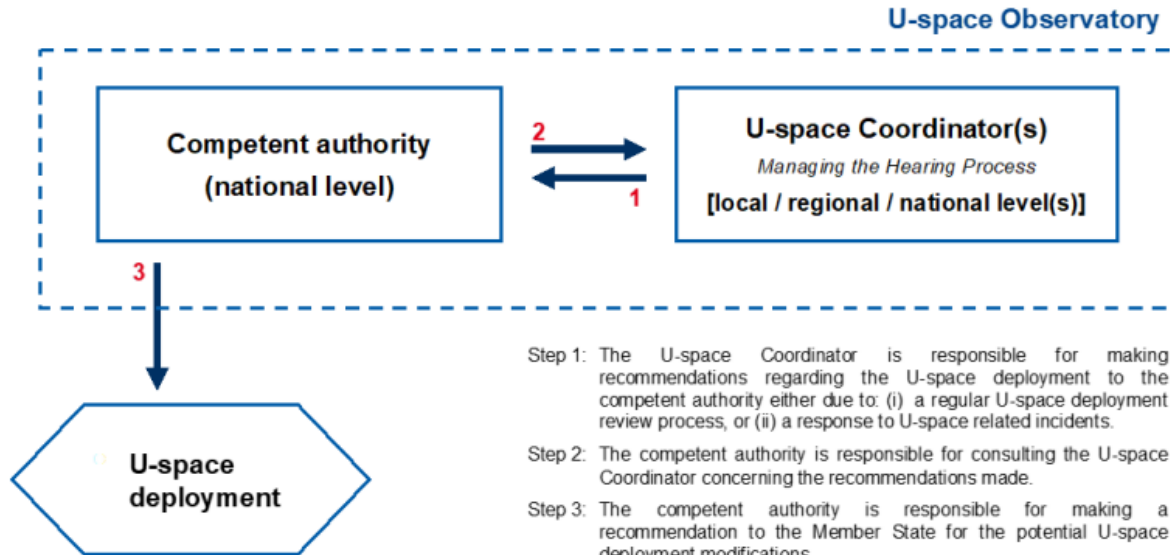 U-space Observatory
Competent authority
(national level)
2
1
U-space Coordinator(s)
Managing the Hearing Process
[local / regional / national level(s)]
3
U-space
deployment
Step 1: The U-space Coordinator is responsible for making
recommendations regarding the U-space deployment to the
competent authority either due to: (i) a regular U-space deployment
review process, or (ii) a response to U-space related incidents.
Step 2: The competent authority is responsible for consulting the U-space
Coordinator concerning the recommendations made.
Step 3: The competent authority is responsible for making a
recommendation to the Member State for the potential U-space
deployment modifications